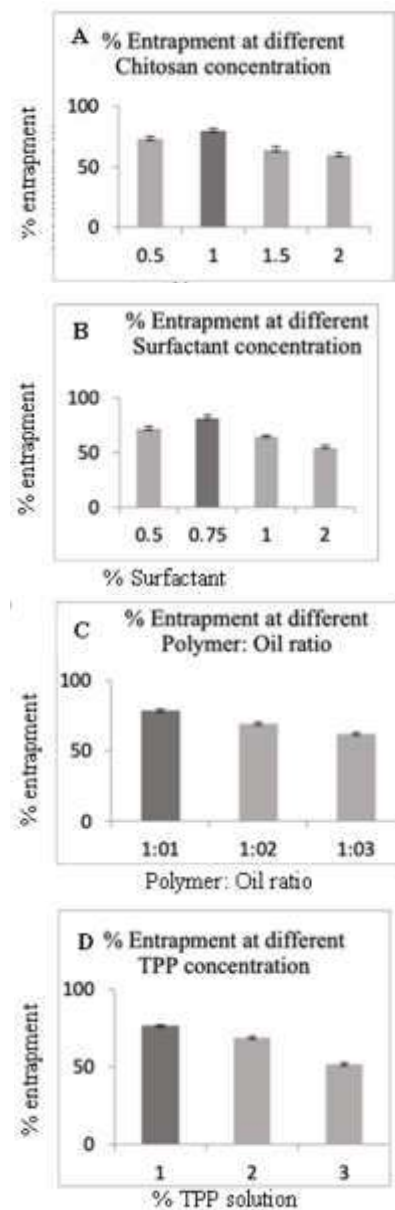 A
% Entrapment at different
Chitosan concentration
% entrapment
100
50
0
0.5 1 1.5 2
B
% Entrapment at different
Surfactant concentration
% entrapment
100
50
0
0.5 0.75 1 2
% Surfactant
C
% Entrapment at different
Polymer: Oil ratio
% entrapment
100
50
0
1:01 1:02 1:03
Polymer: Oil ratio
D
% Entrapment at different
TPP concentration
% entrapment
100
50
0
1 2 3
% TPP solution